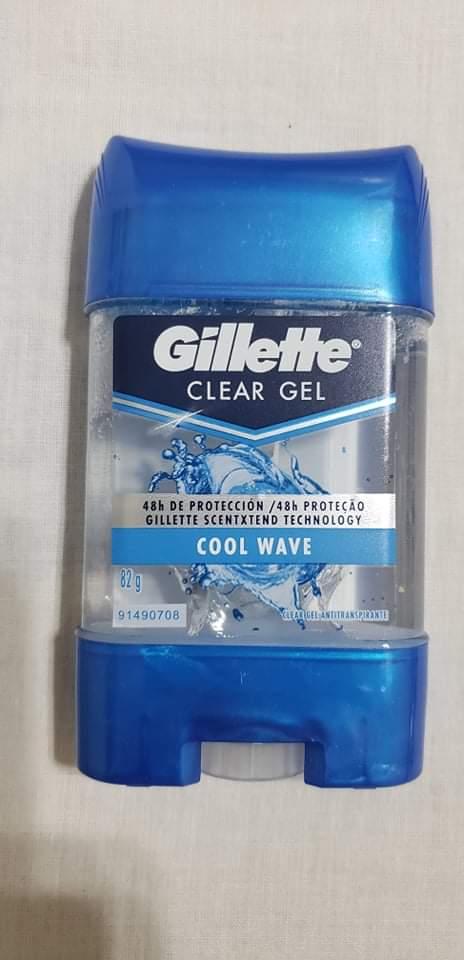 Gillette®
CLEAR GEL
48h DE PROTECCIÓN /48h PROTEÇÃO
GILLETTE SCENTXTEND TECHNOLOGY
COOL WAVE
82 g
91490708
CLEAR GEL ANTITRANSPIRANTE